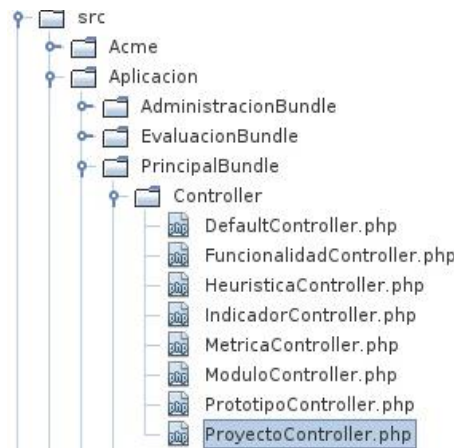 src
Acme
Aplicacion
AdministracionBundle
EvaluacionBundle
PrincipalBundle
Controller
DefaultController.php
FuncionalidadController.php
HeuristicaController.php
IndicadorController.php
MetricaController.php
ModuloController.php
PrototipoController.php
ProyectoController.php